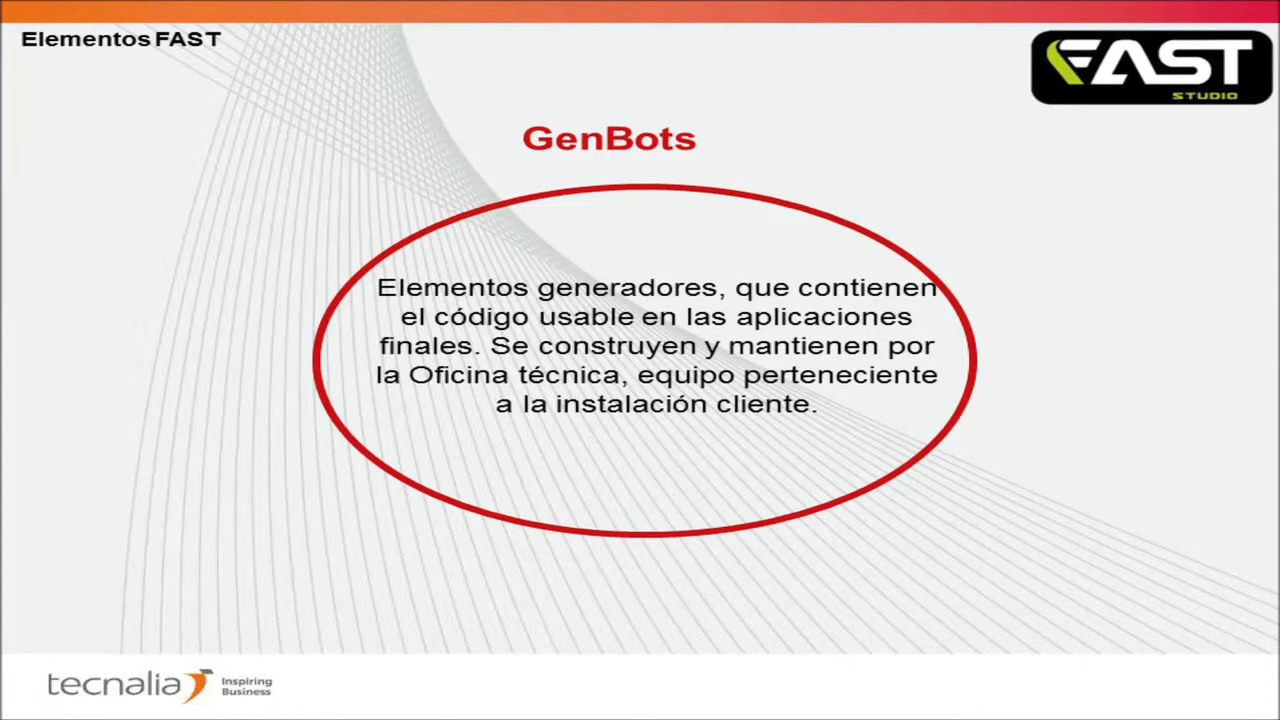 Elementos FAST
FAST
STUDIO
GenBots
Elementos generadores, que contienen
el código usable en las aplicaciones
finales. Se construyen y mantienen por
la Oficina técnica, equipo perteneciente
a la instalación cliente.
tecnalia
Inspiring
Business